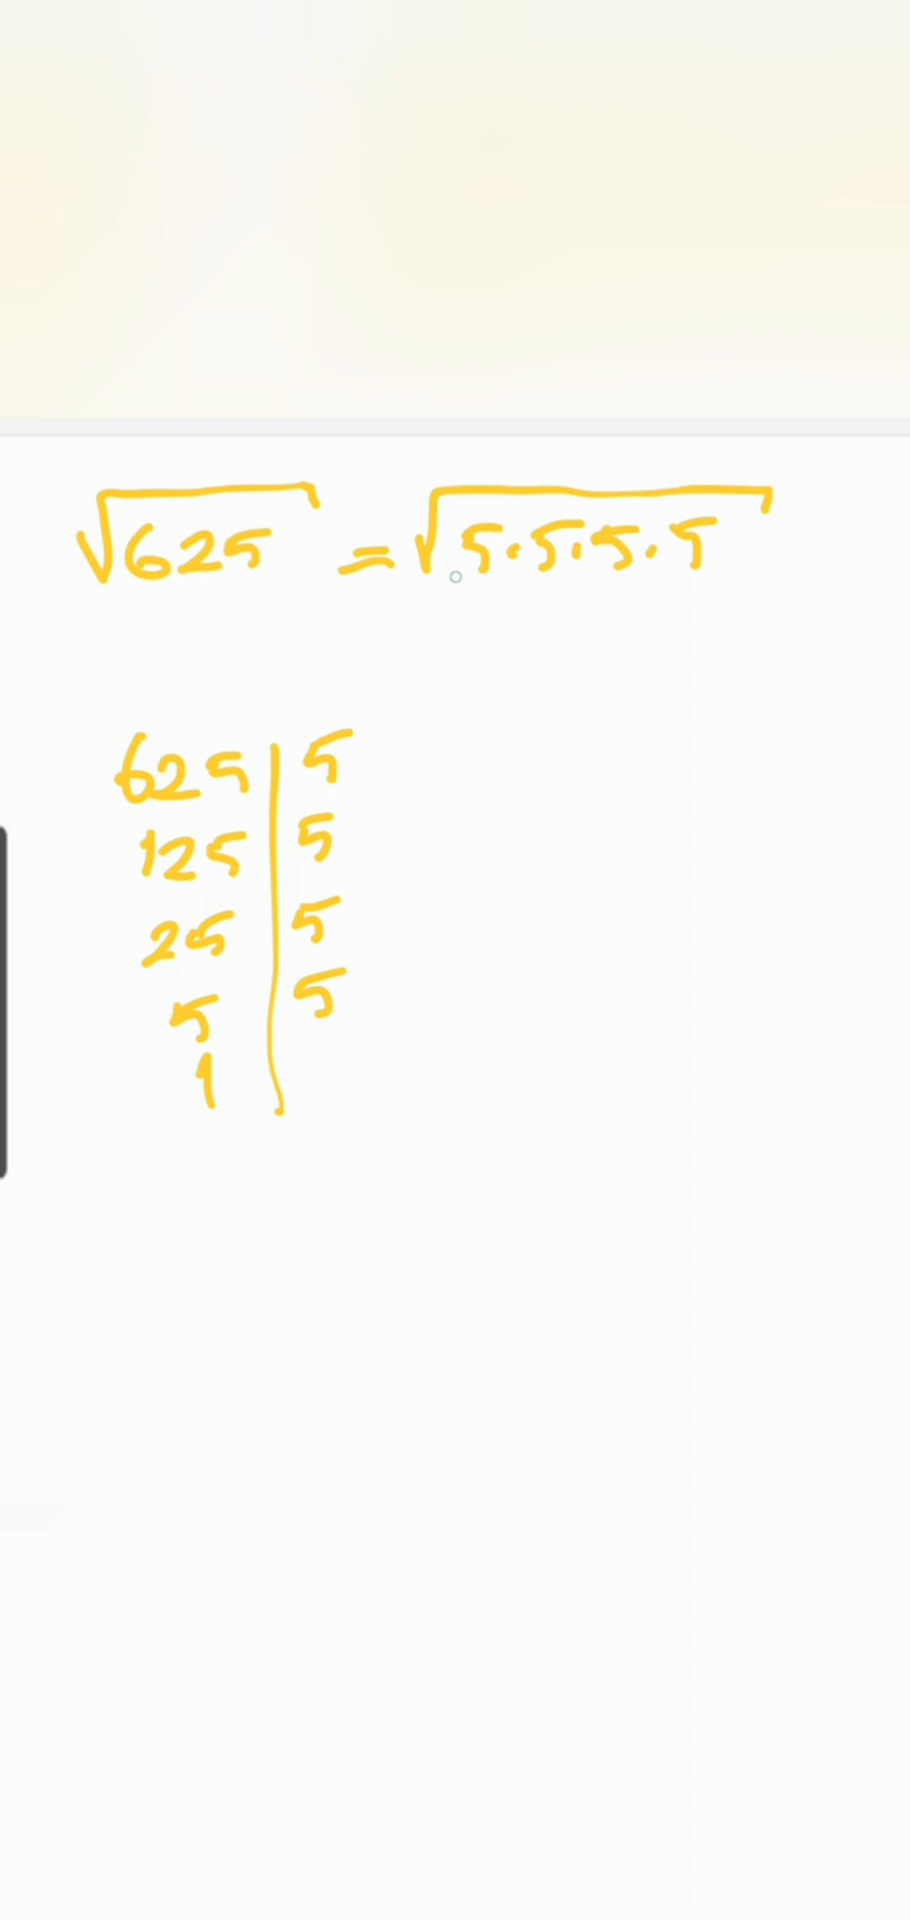 √625 = √5·5·5·5
625 | 5
125 | 5
25 | 5
5 | 5
1 |